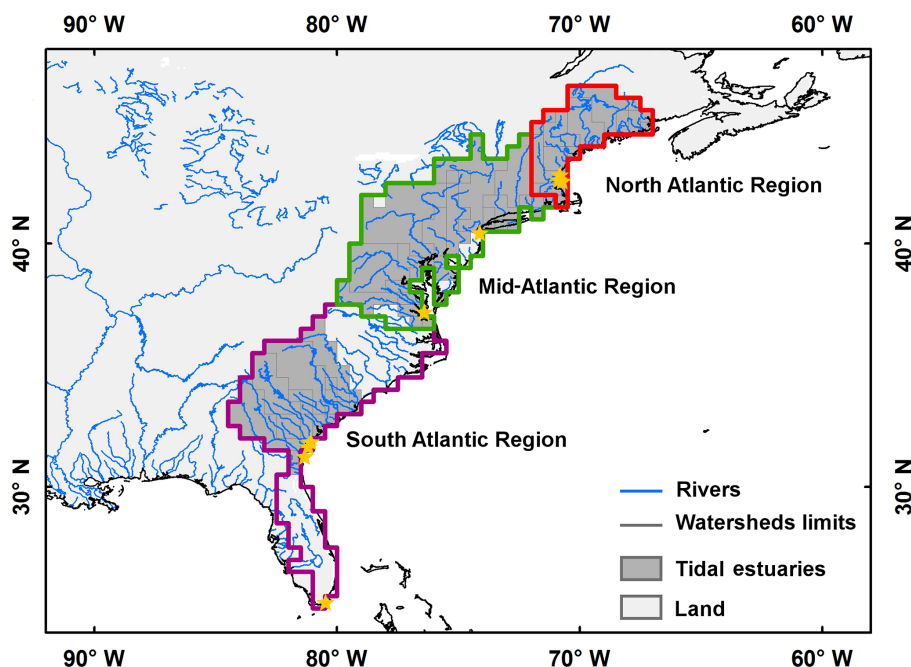 90° W 80° W 70° W 60° W
North Atlantic Region
40° N 40° N
Mid-Atlantic Region
South Atlantic Region
30° N 30° N
Rivers
Watersheds limits
Tidal estuaries
Land
90° W 80° W 70° W 60° W